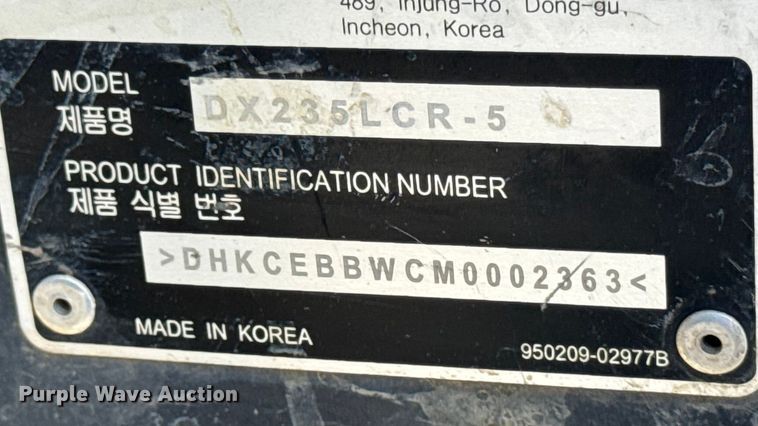 489, Injung-Ro, Dong-gu,
Incheon, Korea
MODEL
제품명
DX235LCR-5
PRODUCT IDENTIFICATION NUMBER
제품 식별 번호
>DHKCEBBWCM0002363<
MADE IN KOREA
950209-02977B
Purple Wave Auction